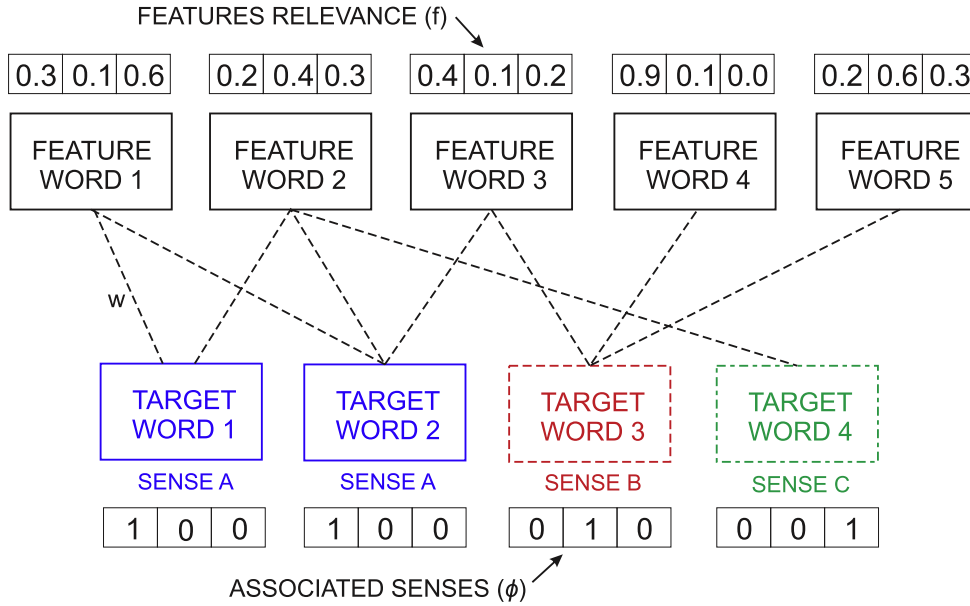 FEATURES RELEVANCE (f)
0.3 0.1 0.6 0.2 0.4 0.3 0.4 0.1 0.2 0.9 0.1 0.0 0.2 0.6 0.3
FEATURE FEATURE FEATURE FEATURE FEATURE
WORD 1 WORD 2 WORD 3 WORD 4 WORD 5
w
TARGET TARGET TARGET TARGET
WORD 1 WORD 2 WORD 3 WORD 4
SENSE A SENSE A SENSE B SENSE C
1 0 0 1 0 0 0 1 0 0 0 1
ASSOCIATED SENSES (ϕ)